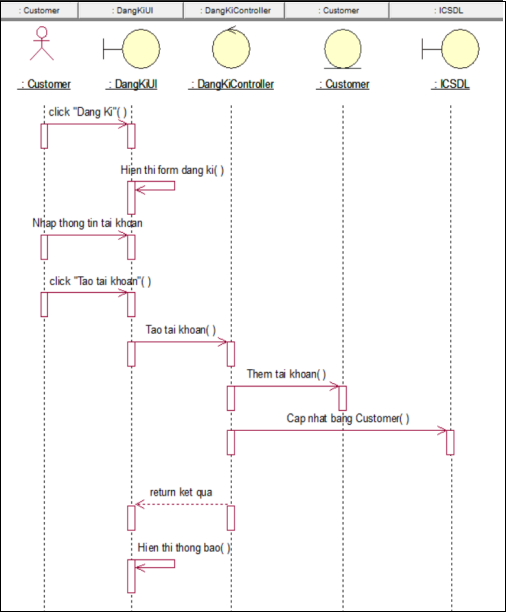 : Customer : DangKiUI : DangKiController : Customer : ICSDL
: Customer : DangKiUI : DangKiController : Customer : ICSDL
click "Dang Ki"( )
Hien thi form dang ki( )
Nhap thong tin tai khoan
click "Tao tai khoan"( )
Tao tai khoan( )
Them tai khoan( )
Cap nhat bang Customer( )
return ket qua
Hien thi thong bao( )